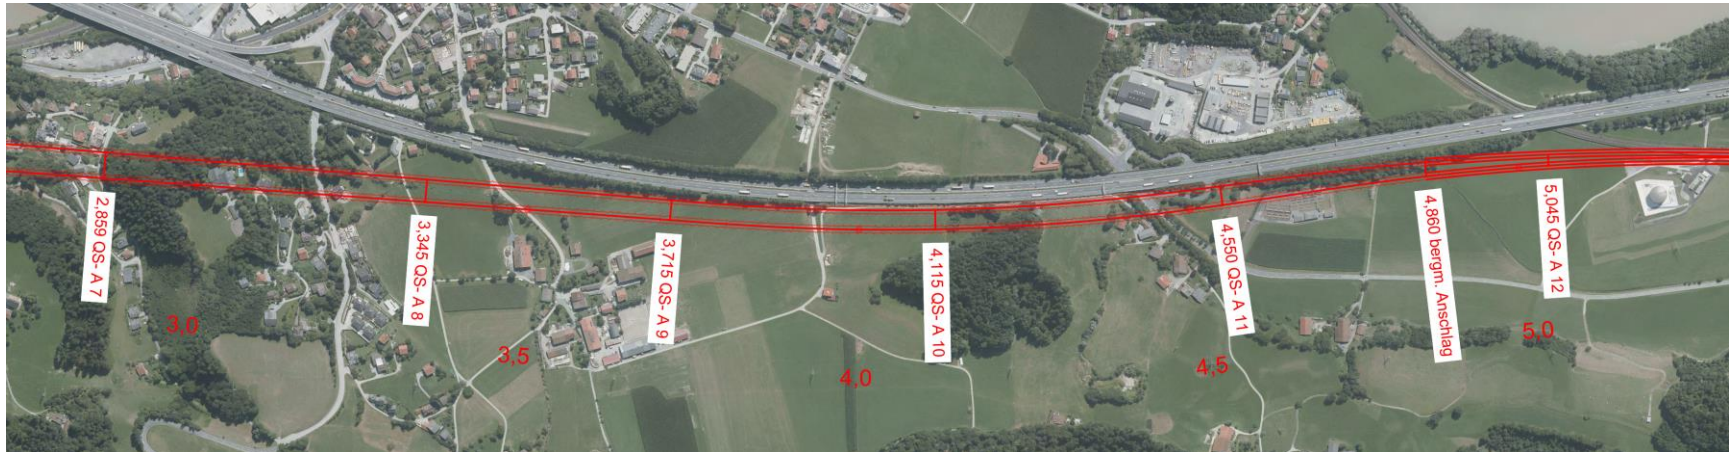 2,859 QS- A 7
3,345 QS- A 8
3,715 QS- A 9
4,115 QS- A 10
4,550 QS- A 11
4,860 bergm. Anschlag
5,045 QS- A 12
3,0
3,5
4,0
4,5
5,0